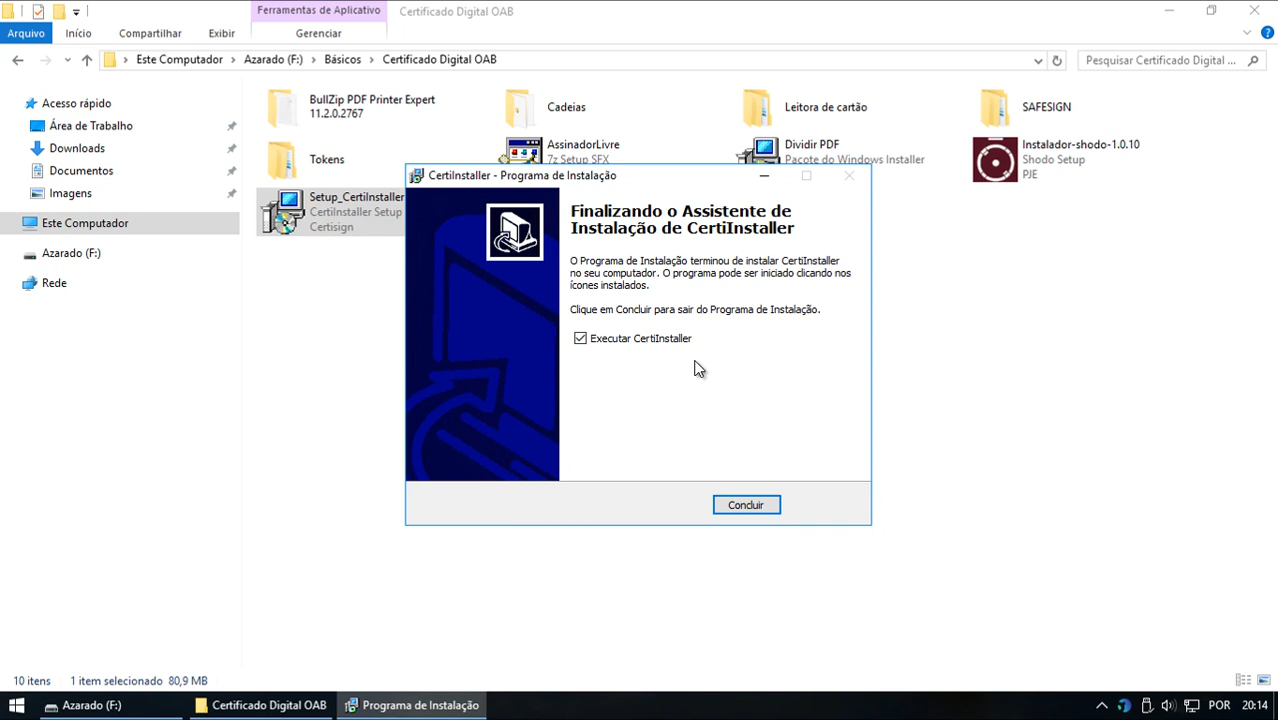 Ferramentas de Aplicativo
Certificado Digital OAB
Arquivo
Início
Compartilhar
Exibir
Gerenciar
Este Computador
Azarado (F:)
Básicos
Certificado Digital OAB
Pesquisar Certificado Digital ...
Acesso rápido
Área de Trabalho
Downloads
Documentos
Imagens
Este Computador
Azarado (F:)
Rede
BullZip PDF Printer Expert
11.2.0.2767
Cadeias
Leitora de cartão
SAFESIGN
Tokens
AssinadorLivre
7z Setup SFX
Dividir PDF
Pacote do Windows Installer
Instalador-shodo-1.0.10
Shodo Setup
PJE
Setup_CertiInstaller
CertiInstaller Setup
Certisign
CertiInstaller - Programa de Instalação
Finalizando o Assistente de
Instalação de CertiInstaller
O Programa de Instalação terminou de instalar CertiInstaller
no seu computador. O programa pode ser iniciado clicando nos
ícones instalados.
Clique em Concluir para sair do Programa de Instalação.
Executar CertiInstaller
Concluir
10 itens
1 item selecionado 80,9 MB
Azarado (F:)
Certificado Digital OAB
Programa de Instalação
POR
20:14